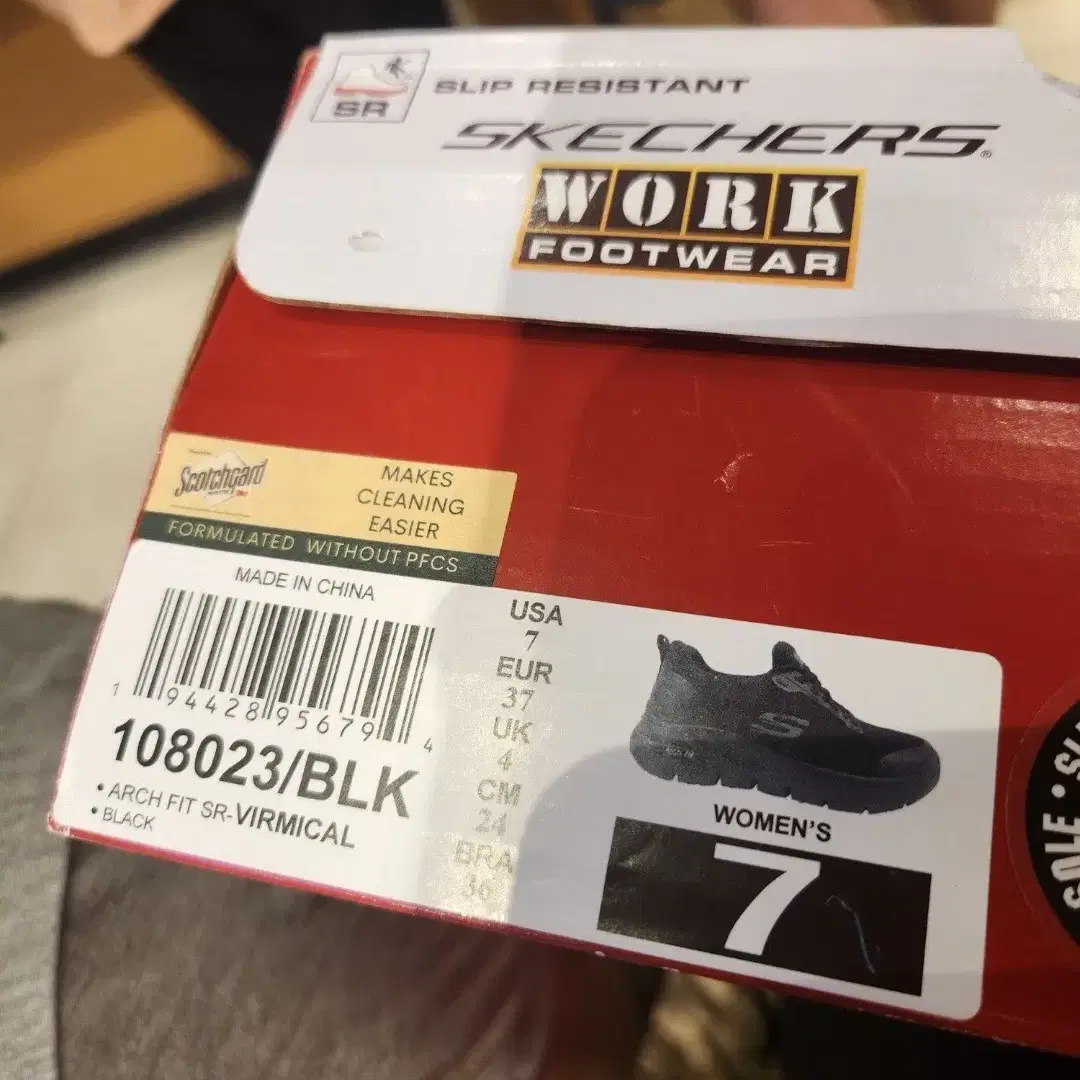 SR
SLIP RESISTANT
SKECHERS®
WORK
FOOTWEAR
Scotchgard
MAKES
CLEANING
EASIER
FORMULATED WITHOUT PFCS
MADE IN CHINA
1 94428 95679 4
108023/BLK
• ARCH FIT SR-VIRMICAL
• BLACK
USA
7
EUR
37
UK
4
CM
24
BRA
36
WOMEN'S
7
SOLE •